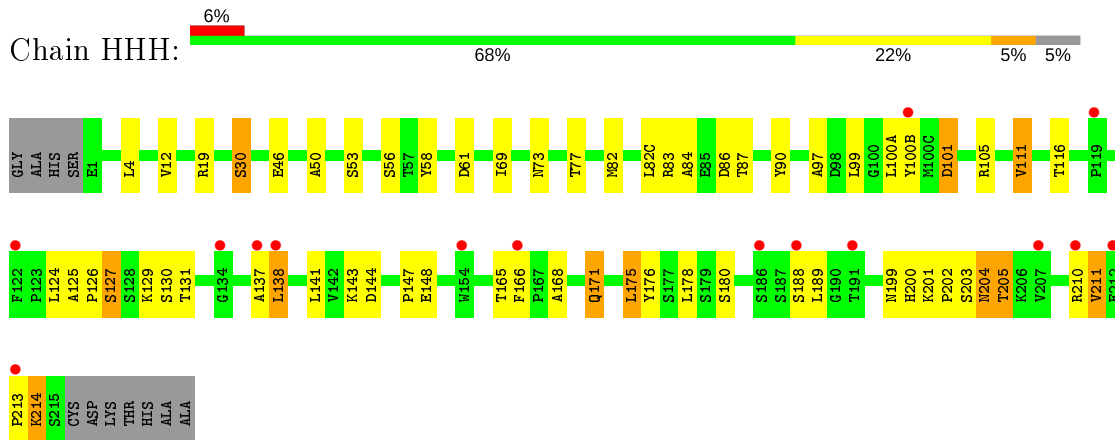 6%
Chain HHH:
68% 22% 5% 5%
GLY ALA HIS SER E1 L4 V12 R19 S30 E46 A50 S53 S56 T57 Y58 D61 I69 N73 T77 M82 L82C R83 A84 E85 D86 T87 Y90 A97 D98 L99 G100 L100A Y100B M100C D101 R105 V111 T116 P119
F122 P123 L124 A125 P126 S127 S128 K129 S130 T131 G134 A137 L138 L141 V142 K143 D144 P147 E148 W154 T165 F166 P167 A168 Q171 L175 Y176 S177 L178 S179 S180 S186 S187 S188 L189 G190 T191 N199 H200 K201 P202 S203 N204 T205 K206 V207 R210 V211
P213 K214 S215 CYS ASP LYS THR HIS ALA ALA